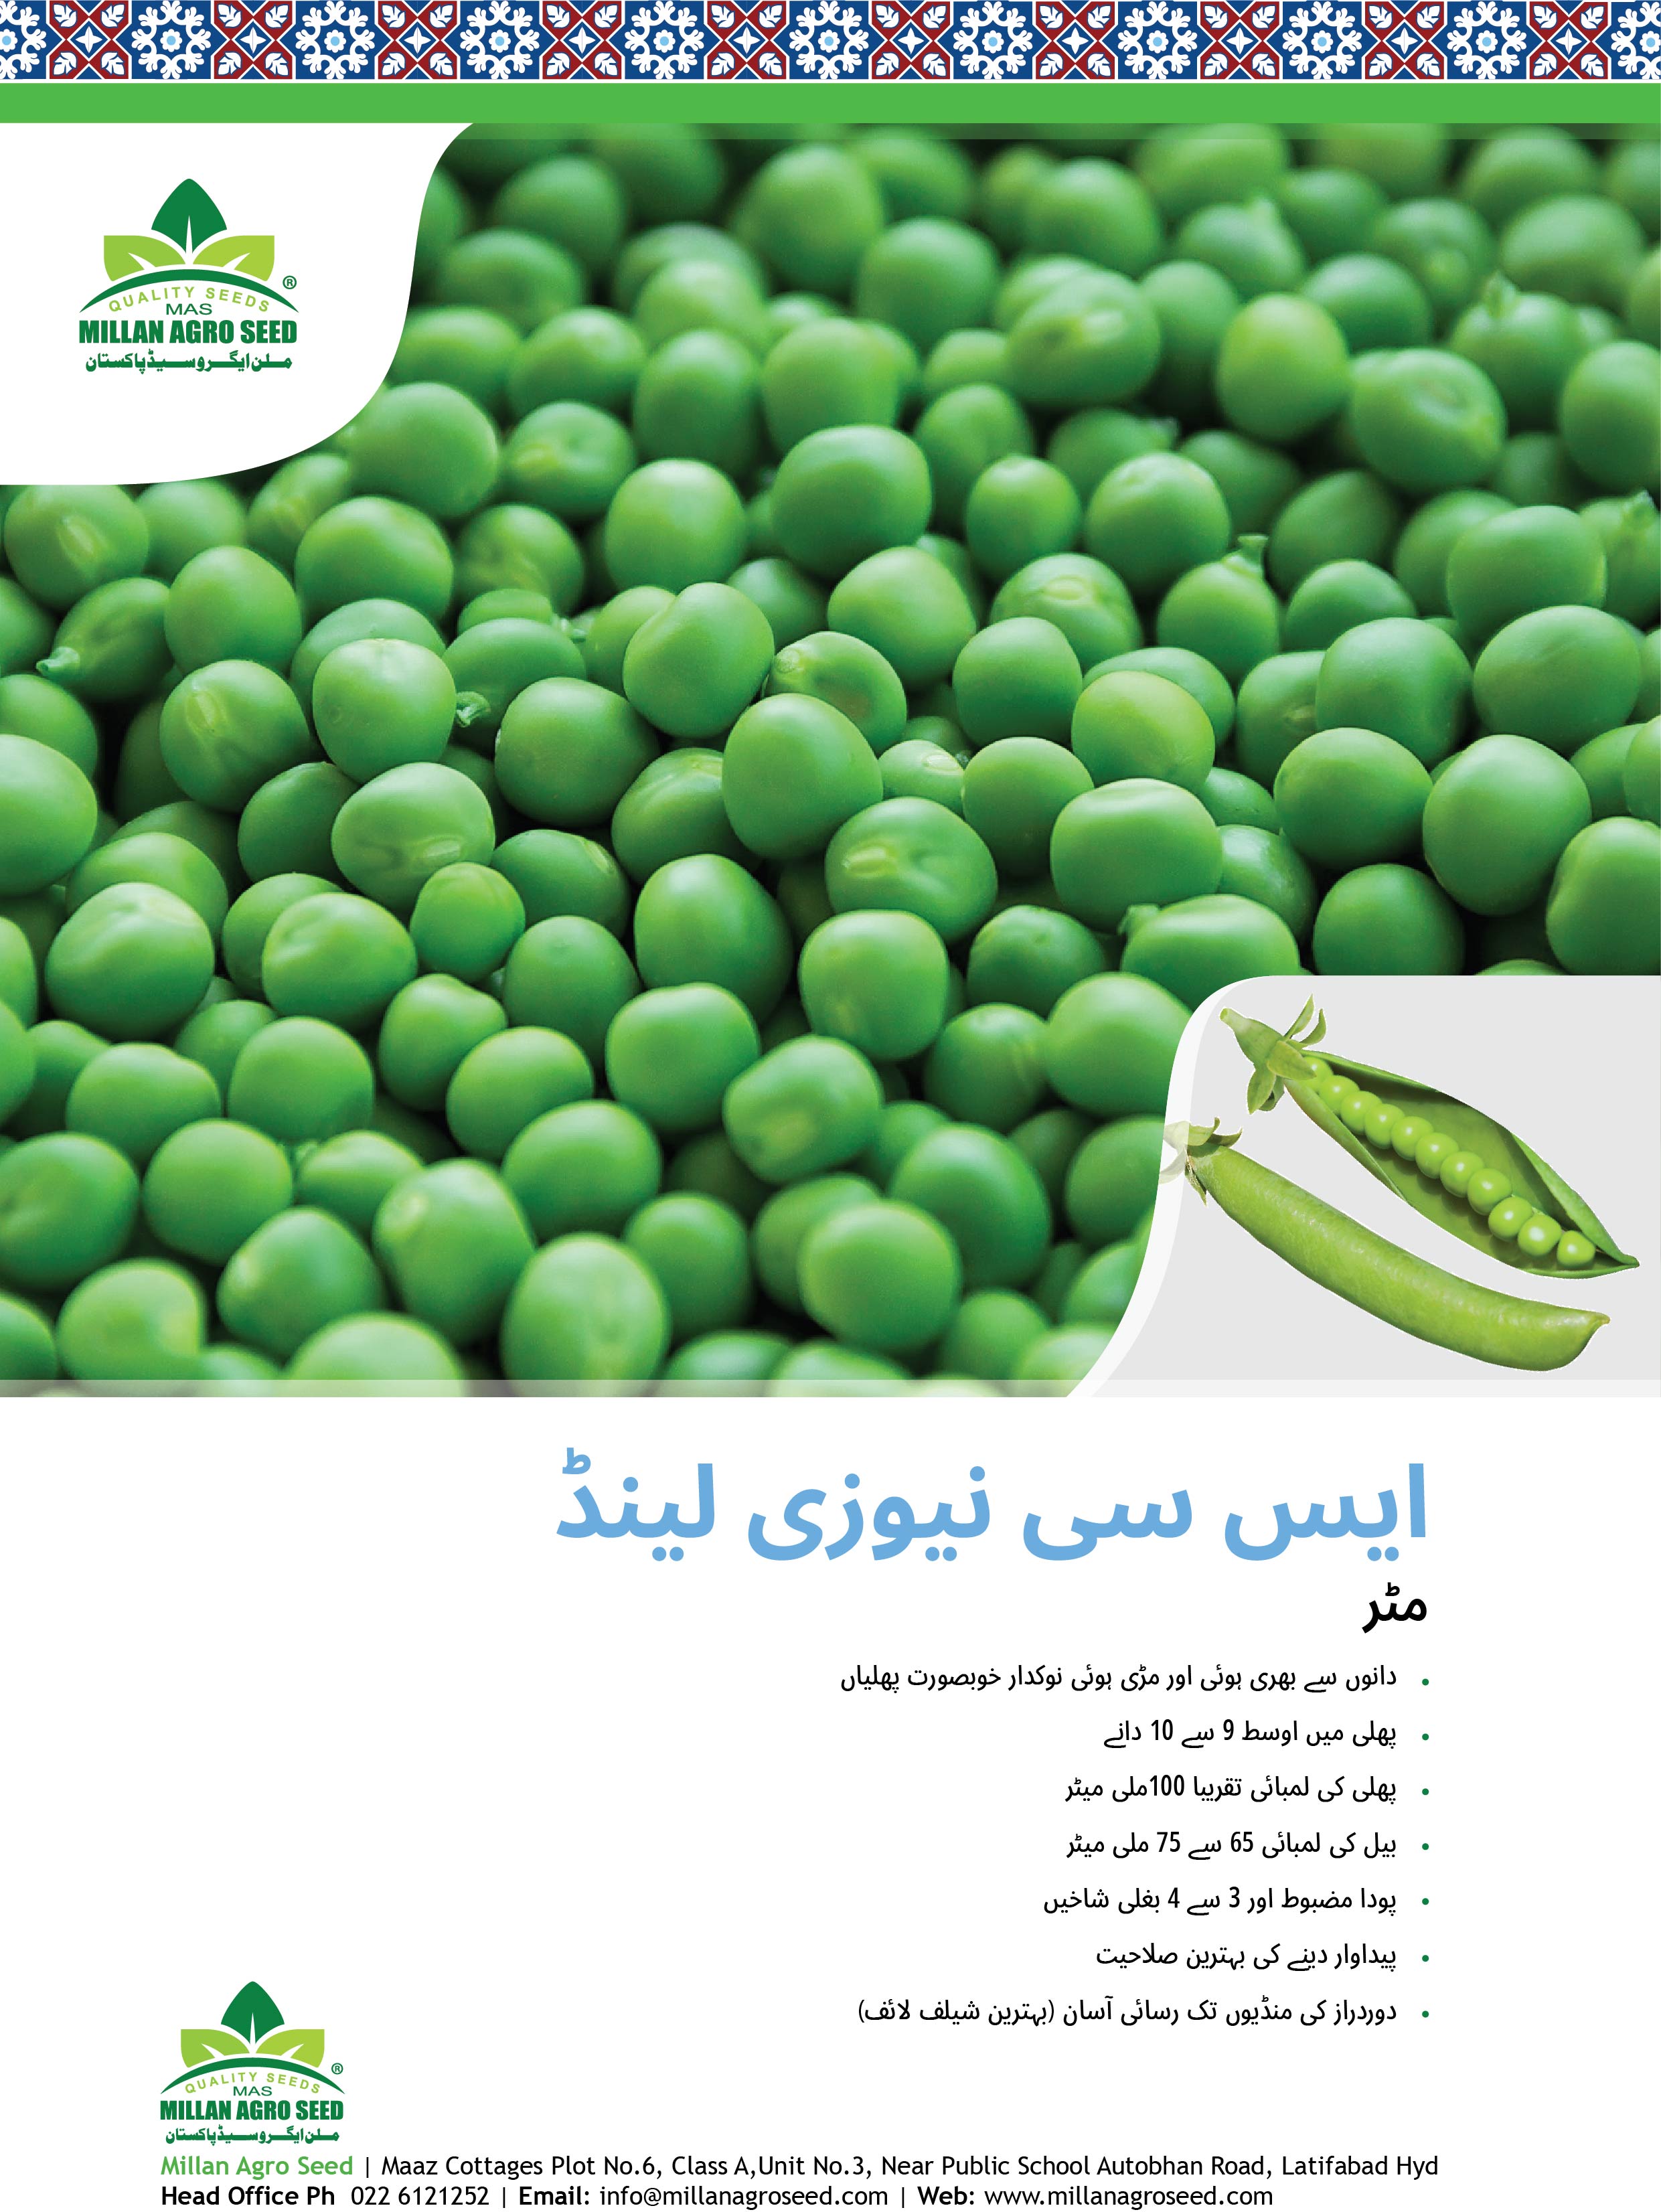 QUALITY SEEDS
®
MAS
MILLAN AGRO SEED
ملن ایگرو سیڈ پاکستان
ایس سی نیوزی لینڈ
مٹر
• دانوں سے بھری ہوئی اور مڑی ہوئی نوکدار خوبصورت پھلیاں
• پھلی میں اوسط 9 سے 10 دانے
• پھلی کی لمبائی تقریبا 100ملی میٹر
• بیل کی لمبائی 65 سے 75 ملی میٹر
• پودا مضبوط اور 3 سے 4 بغلی شاخیں
• پیداوار دینے کی بہترین صلاحیت
• دوردراز کی منڈیوں تک رسائی آسان (بہترین شیلف لائف)
QUALITY SEEDS
®
MAS
MILLAN AGRO SEED
ملن ایگرو سیڈ پاکستان
Millan Agro Seed | Maaz Cottages Plot No.6, Class A,Unit No.3, Near Public School Autobhan Road, Latifabad Hyd
Head Office Ph 022 6121252 | Email: info@millanagroseed.com | Web: www.millanagroseed.com